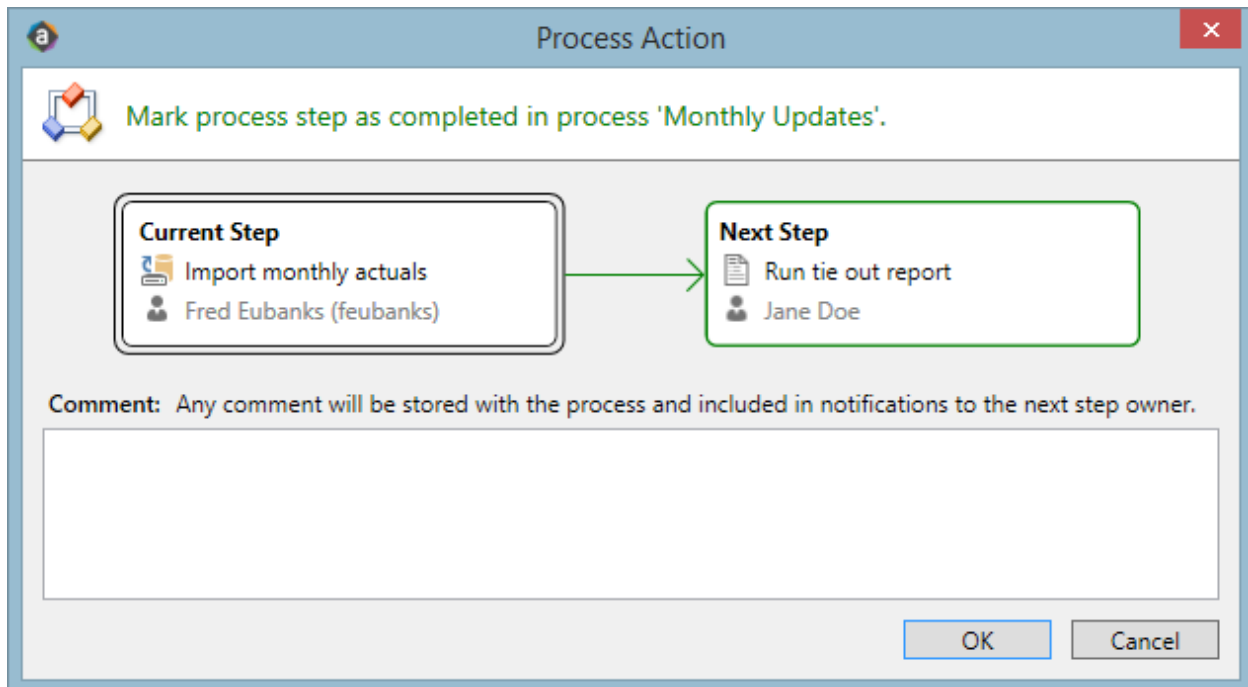 Process Action
Mark process step as completed in process 'Monthly Updates'.
Current Step
Import monthly actuals
Fred Eubanks (feubanks)
Next Step
Run tie out report
Jane Doe
Comment: Any comment will be stored with the process and included in notifications to the next step owner.
OK
Cancel